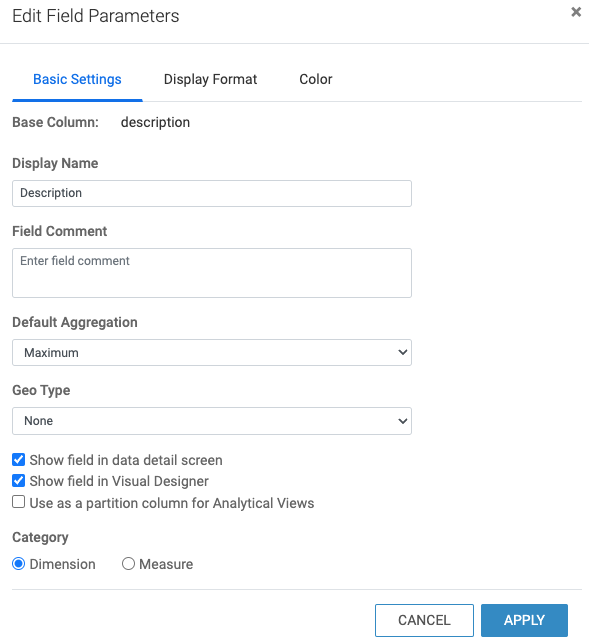 Edit Field Parameters
Basic Settings Display Format Color
Base Column: description
Display Name
Description
Field Comment
Enter field comment
Default Aggregation
Maximum
Geo Type
None
Show field in data detail screen
Show field in Visual Designer
Use as a partition column for Analytical Views
Category
Dimension Measure
CANCEL APPLY